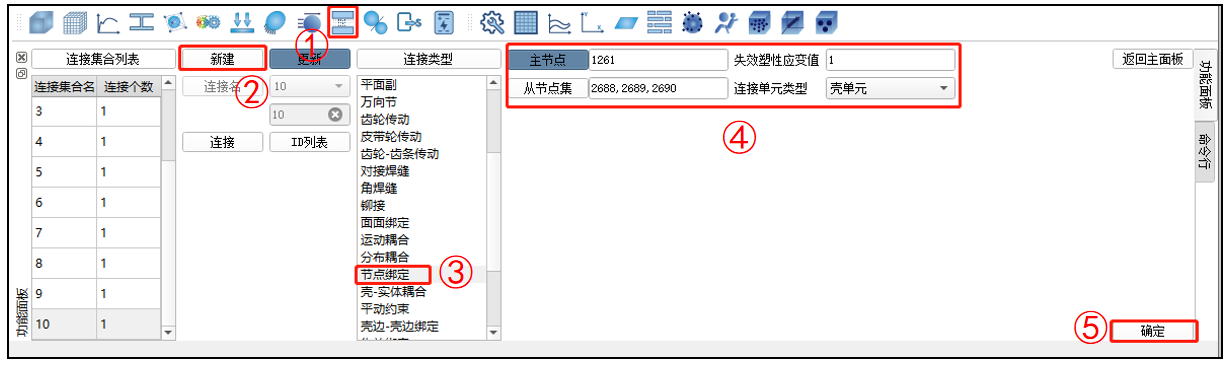 ①
连接集合列表
新建
更新
连接类型
主节点
1261
失效塑性应变值
1
返回主面板
②
连接集合名
连接个数
连接名
10
从节点集
2688,2689,2690
连接单元类型
壳单元
10
连接
ID列表
3
1
4
1
5
1
6
1
7
1
8
1
9
1
10
1
平面副
万向节
齿轮传动
皮带轮传动
齿轮-齿条传动
对接焊缝
角焊缝
铆接
面面绑定
运动耦合
分布耦合
节点绑定
壳-实体耦合
平动约束
壳边-壳边绑定
③
④
⑤
确定
功能面板
功能面板
命令行